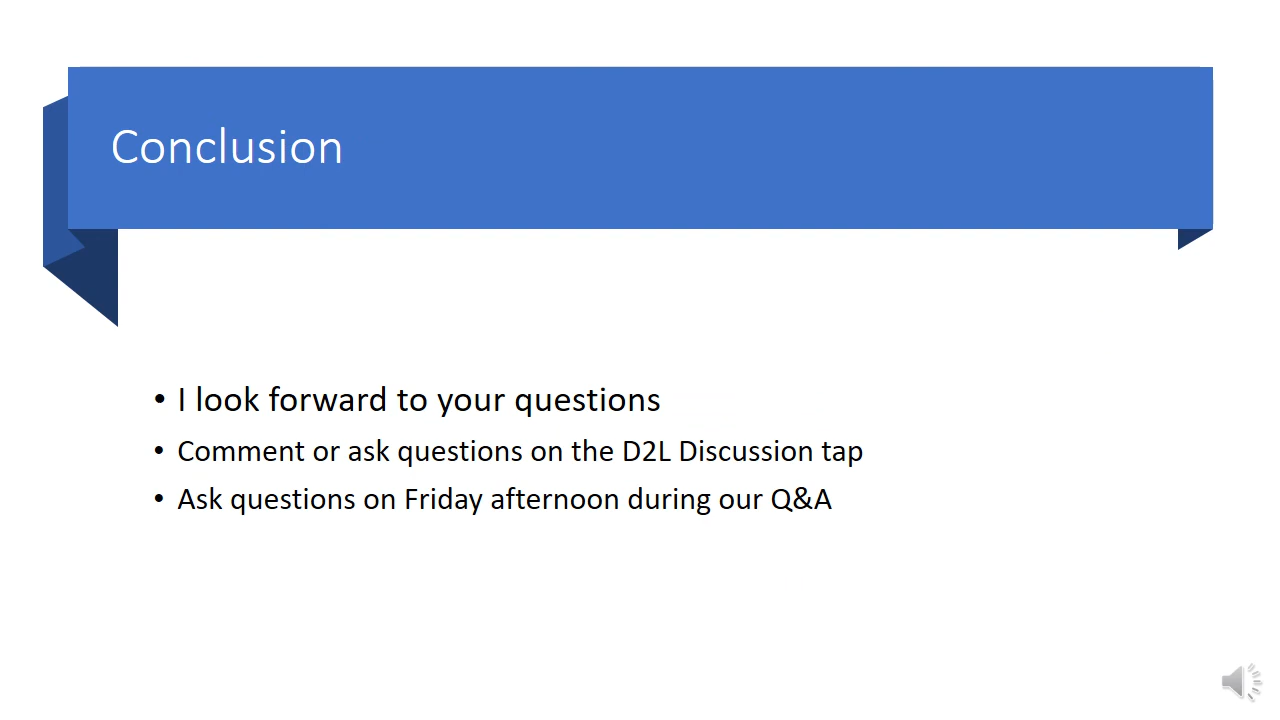 Conclusion
• I look forward to your questions
• Comment or ask questions on the D2L Discussion tap
• Ask questions on Friday afternoon during our Q&A